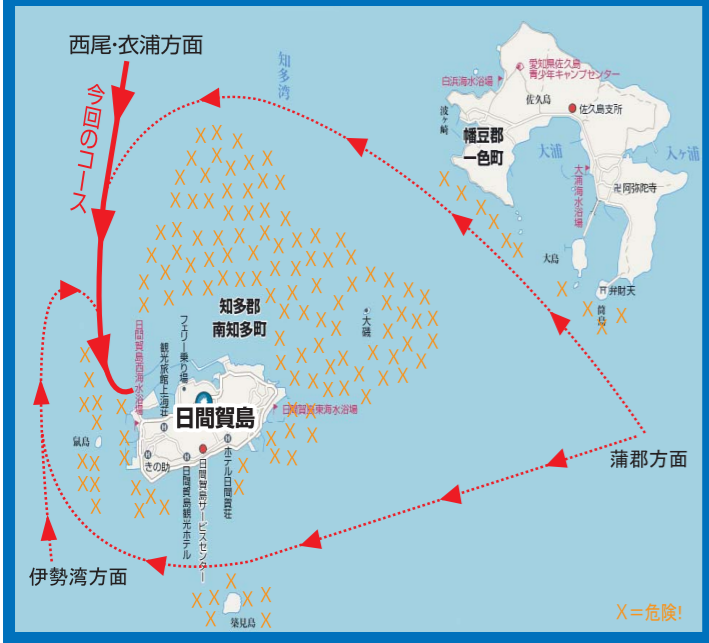 西尾・衣浦方面
今回のコース
知多湾
愛知県佐久島
青少年キャンプセンター
白浜海水浴場
佐久島
佐久島支所
波ヶ崎
幡豆郡
一色町
大浦
入ヶ浦
大浦海水浴場
阿弥陀寺
大島
弁財天
筒島
知多郡
南知多町
大磯
フェリー乗り場
観光旅館上海荘
日間賀島西海水浴場
日間賀島
日間賀島東海水浴場
鼠島
きの助
日間賀島観光ホテル
日間賀島サービスセンター
ホテル日間賀荘
蒲郡方面
伊勢湾方面
築見島
X=危険!